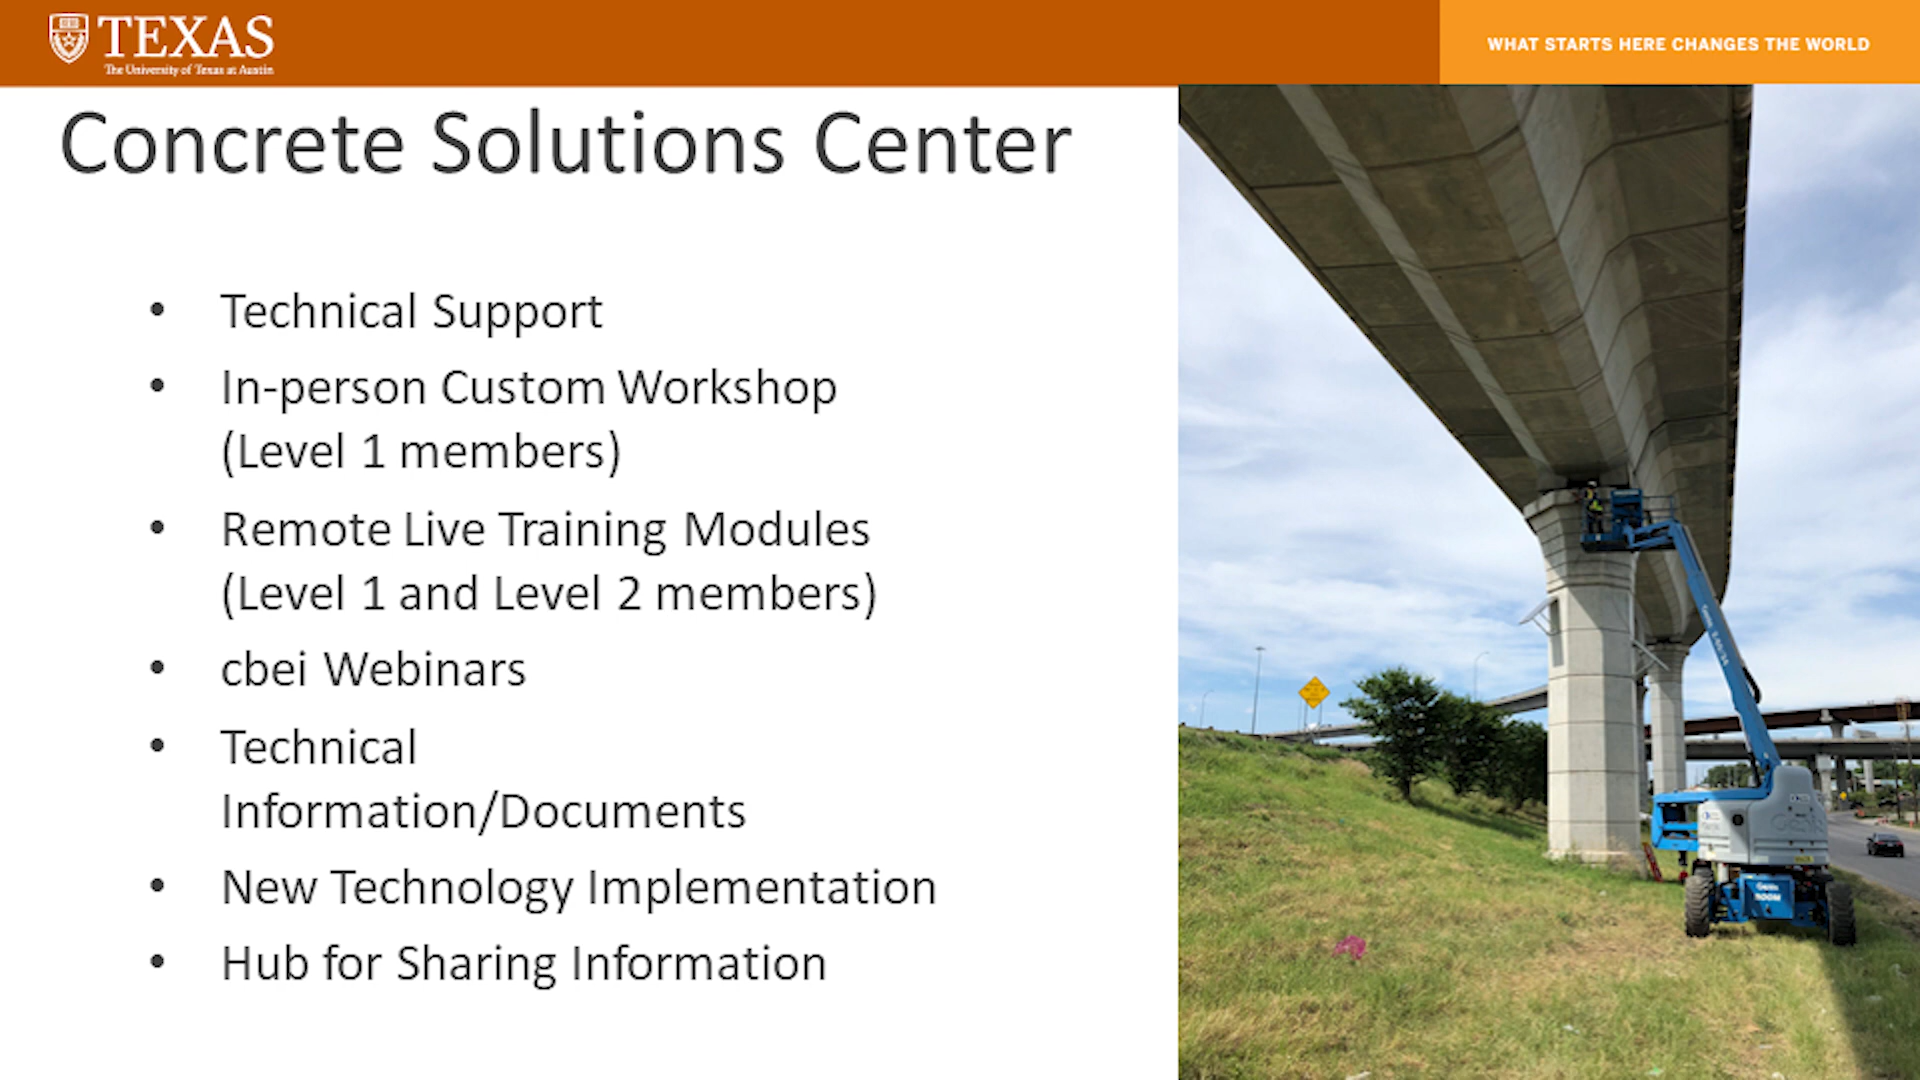 TEXAS
The University of Texas at Austin
WHAT STARTS HERE CHANGES THE WORLD
Concrete Solutions Center
• Technical Support
• In-person Custom Workshop
(Level 1 members)
• Remote Live Training Modules
(Level 1 and Level 2 members)
• cbei Webinars
• Technical
Information/Documents
• New Technology Implementation
• Hub for Sharing Information
Genie